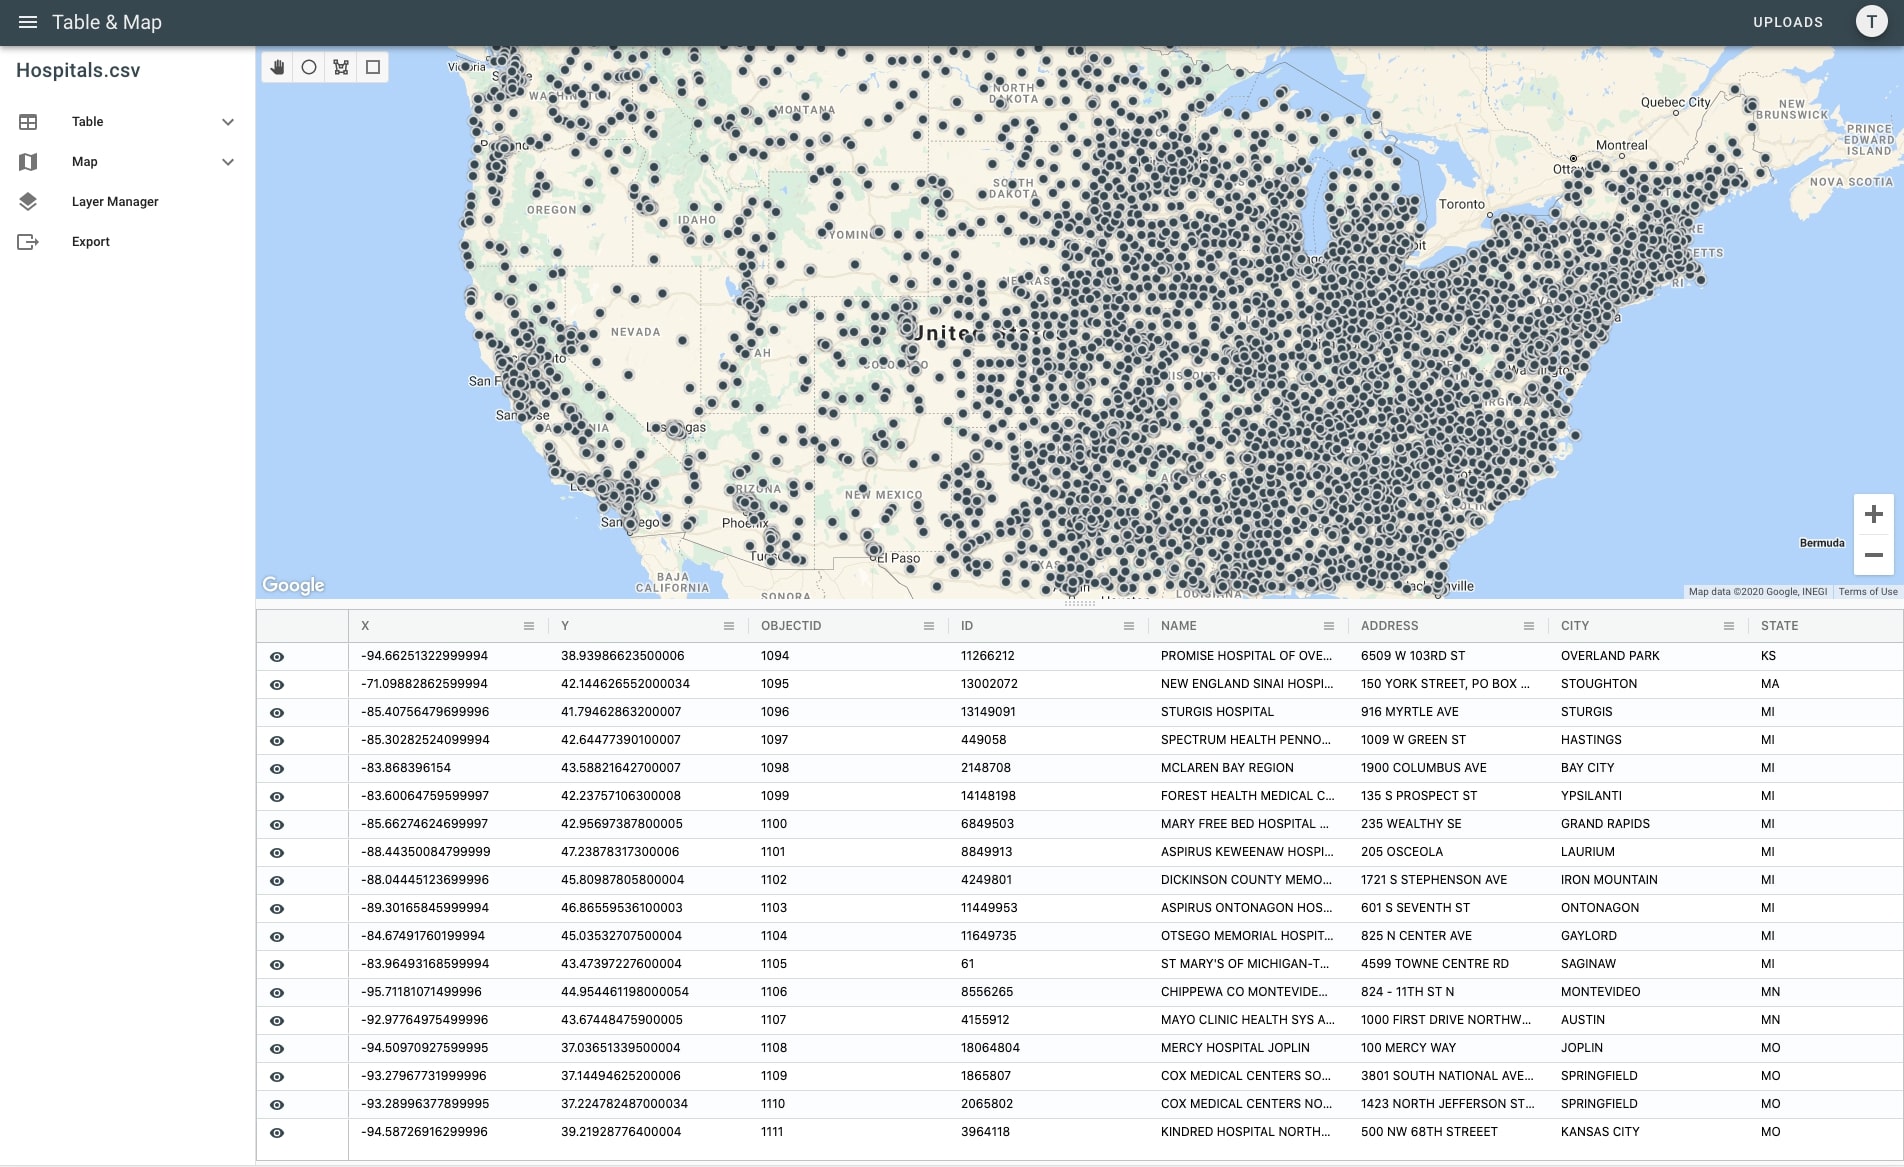 Table & Map
UPLOADS
T
Hospitals.csv
Table
Map
Layer Manager
Export
WASHINGTON
MONTANA
NORTH
DAKOTA
Quebec City
NEW
BRUNSWICK
PRINCE
EDWARD
ISLAND
Montreal
NOVA SCOTIA
SOUTH
DAKOTA
OREGON
IDAHO
Toronto
NEVADA
San Jose
Las Vegas
ARIZONA
NEW MEXICO
San Diego
Phoenix
El Paso
BAJA
CALIFORNIA
SONORA
LOUISIANA
Bermuda
Google
Map data ©2020 Google, INEGI
Terms of Use
X Y OBJECTID ID NAME ADDRESS CITY STATE
-94.66251322999994 38.93986623500006 1094 11266212 PROMISE HOSPITAL OF OVE... 6509 W 103RD ST OVERLAND PARK KS
-71.09882862599994 42.144626552000034 1095 13002072 NEW ENGLAND SINAI HOSPI... 150 YORK STREET, PO BOX ... STOUGHTON MA
-85.40756479699996 41.79462863200007 1096 13149091 STURGIS HOSPITAL 916 MYRTLE AVE STURGIS MI
-85.30282524099994 42.64477390100007 1097 449058 SPECTRUM HEALTH PENNO... 1009 W GREEN ST HASTINGS MI
-83.868396154 43.58821642700007 1098 2148708 MCLAREN BAY REGION 1900 COLUMBUS AVE BAY CITY MI
-83.60064759599997 42.23757106300008 1099 14148198 FOREST HEALTH MEDICAL C... 135 S PROSPECT ST YPSILANTI MI
-85.66274624699997 42.95697387800005 1100 6849503 MARY FREE BED HOSPITAL ... 235 WEALTHY SE GRAND RAPIDS MI
-88.44350084799999 47.23878317300006 1101 8849913 ASPIRUS KEWEENAW HOSPI... 205 OSCEOLA LAURIUM MI
-88.04445123699996 45.80987805800004 1102 4249801 DICKINSON COUNTY MEMO... 1721 S STEPHENSON AVE IRON MOUNTAIN MI
-89.30165845999994 46.86559536100003 1103 11449953 ASPIRUS ONTONAGON HOS... 601 S SEVENTH ST ONTONAGON MI
-84.67491760199994 45.03532707500004 1104 11649735 OTSEGO MEMORIAL HOSPIT... 825 N CENTER AVE GAYLORD MI
-83.96493168599994 43.47397227600004 1105 61 ST MARY'S OF MICHIGAN-T... 4599 TOWNE CENTRE RD SAGINAW MI
-95.71181071499996 44.954461198000054 1106 8556265 CHIPPEWA CO MONTEVIDE... 824 - 11TH ST N MONTEVIDEO MN
-92.97764975499996 43.67448475900005 1107 4155912 MAYO CLINIC HEALTH SYS A... 1000 FIRST DRIVE NORTHW... AUSTIN MN
-94.50970927599995 37.03651339500004 1108 18064804 MERCY HOSPITAL JOPLIN 100 MERCY WAY JOPLIN MO
-93.27967731999996 37.14494625200006 1109 1865807 COX MEDICAL CENTERS SO... 3801 SOUTH NATIONAL AVE... SPRINGFIELD MO
-93.28996377899995 37.224782487000034 1110 2065802 COX MEDICAL CENTERS NO... 1423 NORTH JEFFERSON ST... SPRINGFIELD MO
-94.58726916299996 39.21928776400004 1111 3964118 KINDRED HOSPITAL NORTH... 500 NW 68TH STREEET KANSAS CITY MO